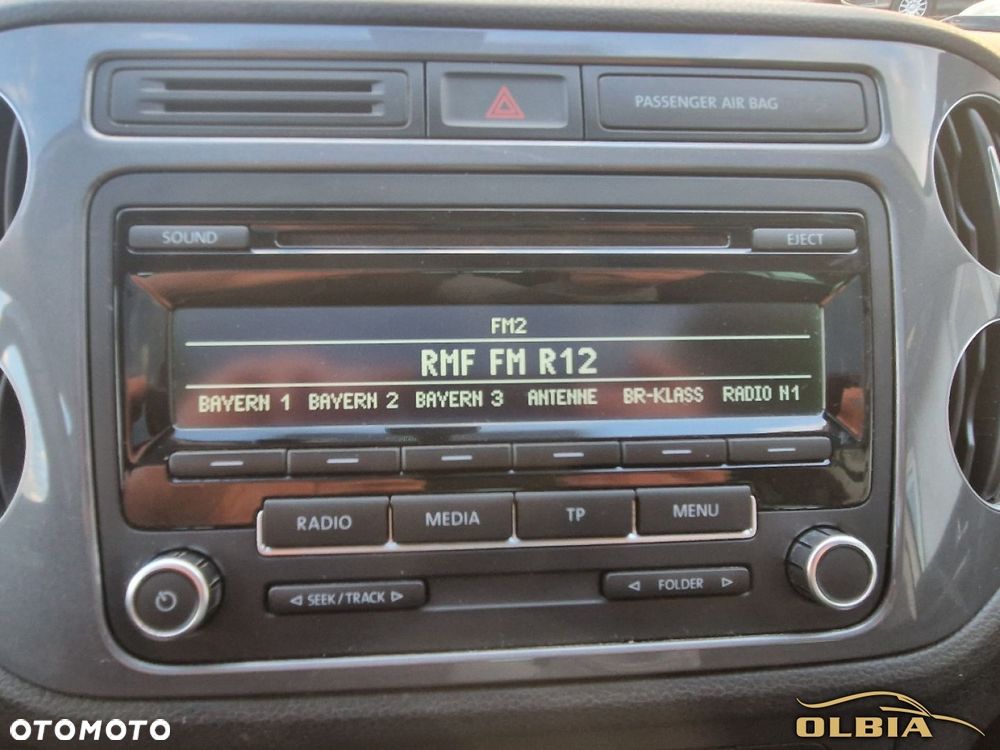 PASSENGER AIR BAG
SOUND
EJECT
FM2
RMF FM R12
BAYERN 1 BAYERN 2 BAYERN 3 ANTENNE BR-KLASS RADIO N1
RADIO MEDIA TP MENU
SEEK/TRACK
FOLDER
OTOMOTO
OLBIA